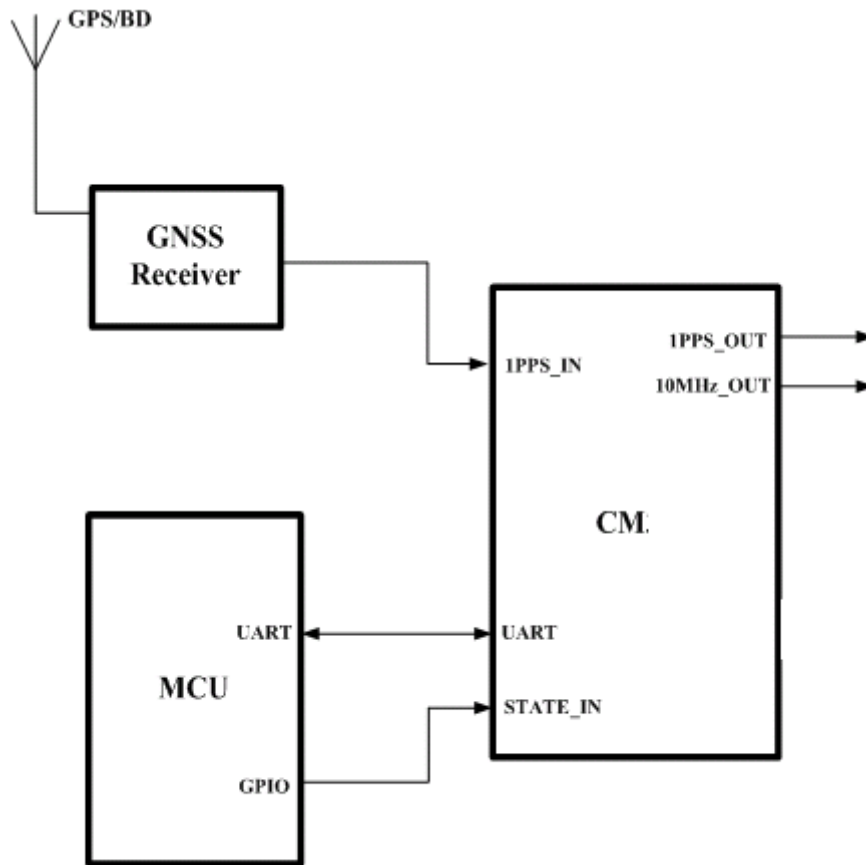 GPS/BD
GNSS
Receiver
1PPS_IN
1PPS_OUT
10MHz_OUT
UART
MCU
GPIO
UART
STATE_IN